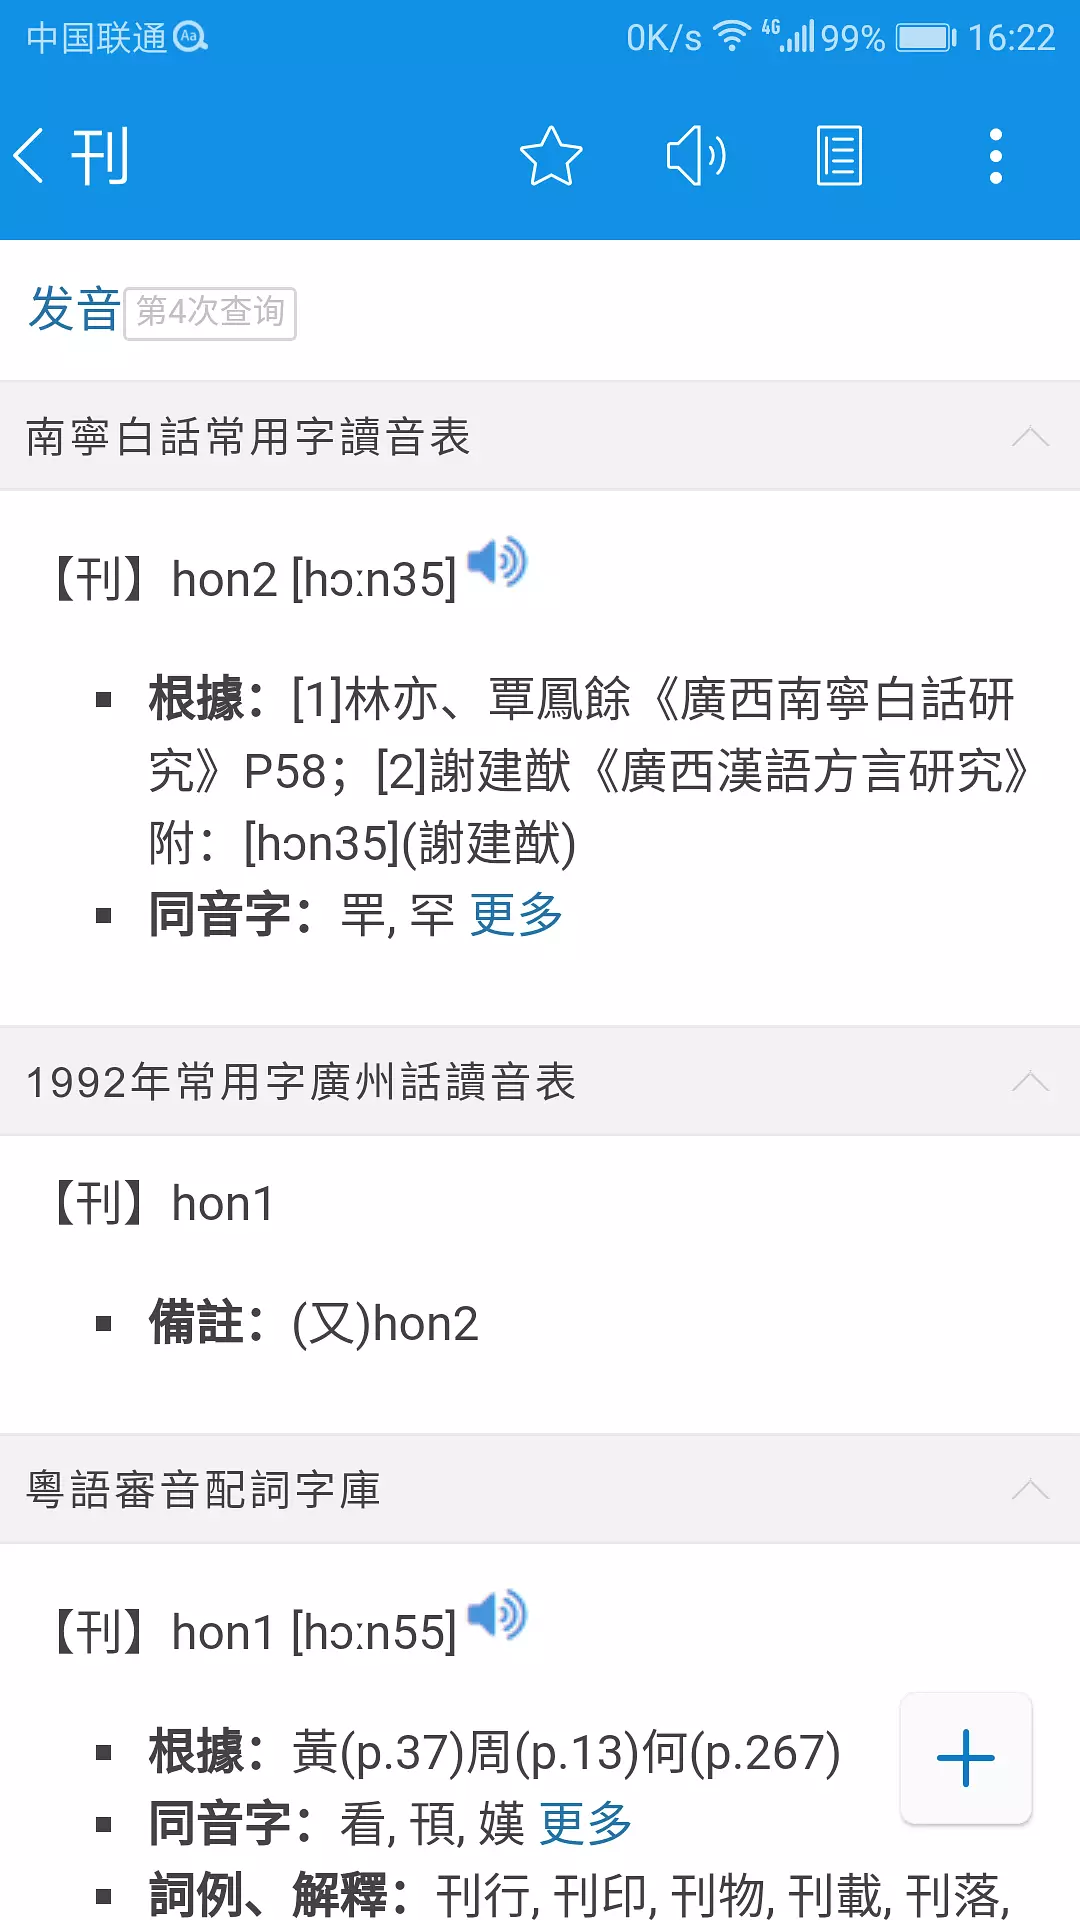 中国联通 0K/s 4G 99% 16:22
刊
发音 第4次查询
南寧白話常用字讀音表
【刊】hon2 [hɔːn35]
根據：[1]林亦、覃鳳餘《廣西南寧白話研
究》P58；[2]謝建猷《廣西漢語方言研究》
附：[hɔn35](謝建猷)
同音字：罕, 罕 更多
1992年常用字廣州話讀音表
【刊】hon1
備註：(又)hon2
粵語審音配詞字庫
【刊】hon1 [hɔːn55]
根據：黃(p.37)周(p.13)何(p.267)
同音字：看, 頇, 嫨 更多
詞例、解釋：刊行, 刊印, 刊物, 刊載, 刊落,